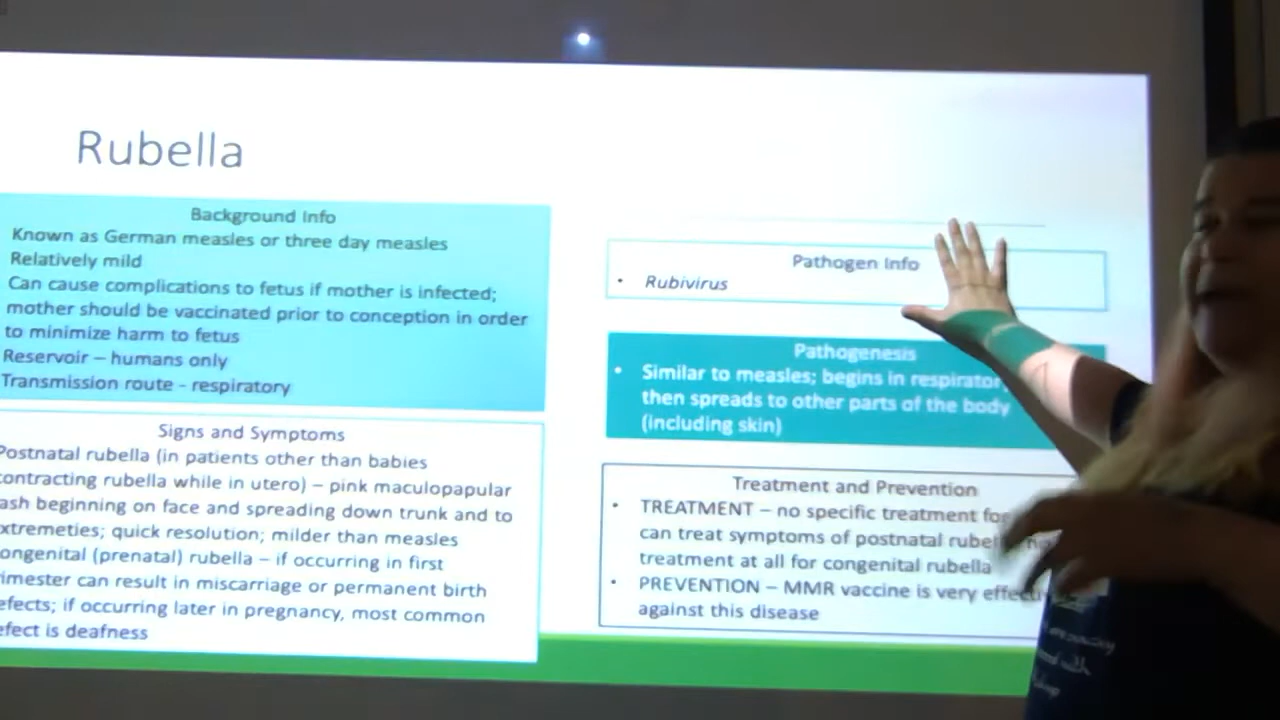 Rubella
Background Info
Known as German measles or three day measles
Relatively mild
Can cause complications to fetus if mother is infected;
mother should be vaccinated prior to conception in order
to minimize harm to fetus
Reservoir – humans only
Transmission route - respiratory
Signs and Symptoms
Postnatal rubella (in patients other than babies
contracting rubella while in utero) – pink maculopapular
ash beginning on face and spreading down trunk and to
xtremeties; quick resolution; milder than measles
ongenital (prenatal) rubella – if occurring in first
imester can result in miscarriage or permanent birth
efects; if occurring later in pregnancy, most common
efect is deafness
Pathogen Info
• Rubivirus
Pathogenesis
• Similar to measles; begins in respirator
then spreads to other parts of the body
(including skin)
Treatment and Prevention
• TREATMENT – no specific treatment for
can treat symptoms of postnatal rubel
treatment at all for congenital rubella
• PREVENTION – MMR vaccine is very effecti
against this disease